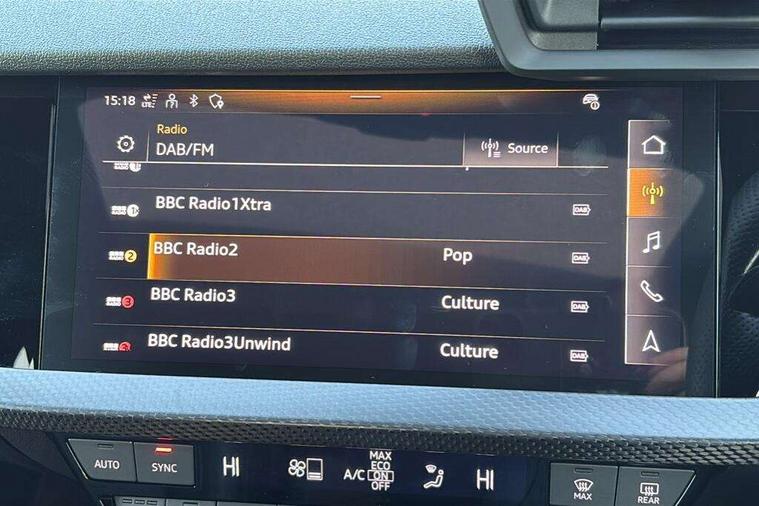 15:18 LTE
Radio
DAB/FM
Source
BBC Radio1Xtra DAB
BBC Radio2 Pop DAB
BBC Radio3 Culture DAB
BBC Radio3Unwind Culture DAB
AUTO SYNC HI A/C MAX ECO ON OFF HI MAX REAR